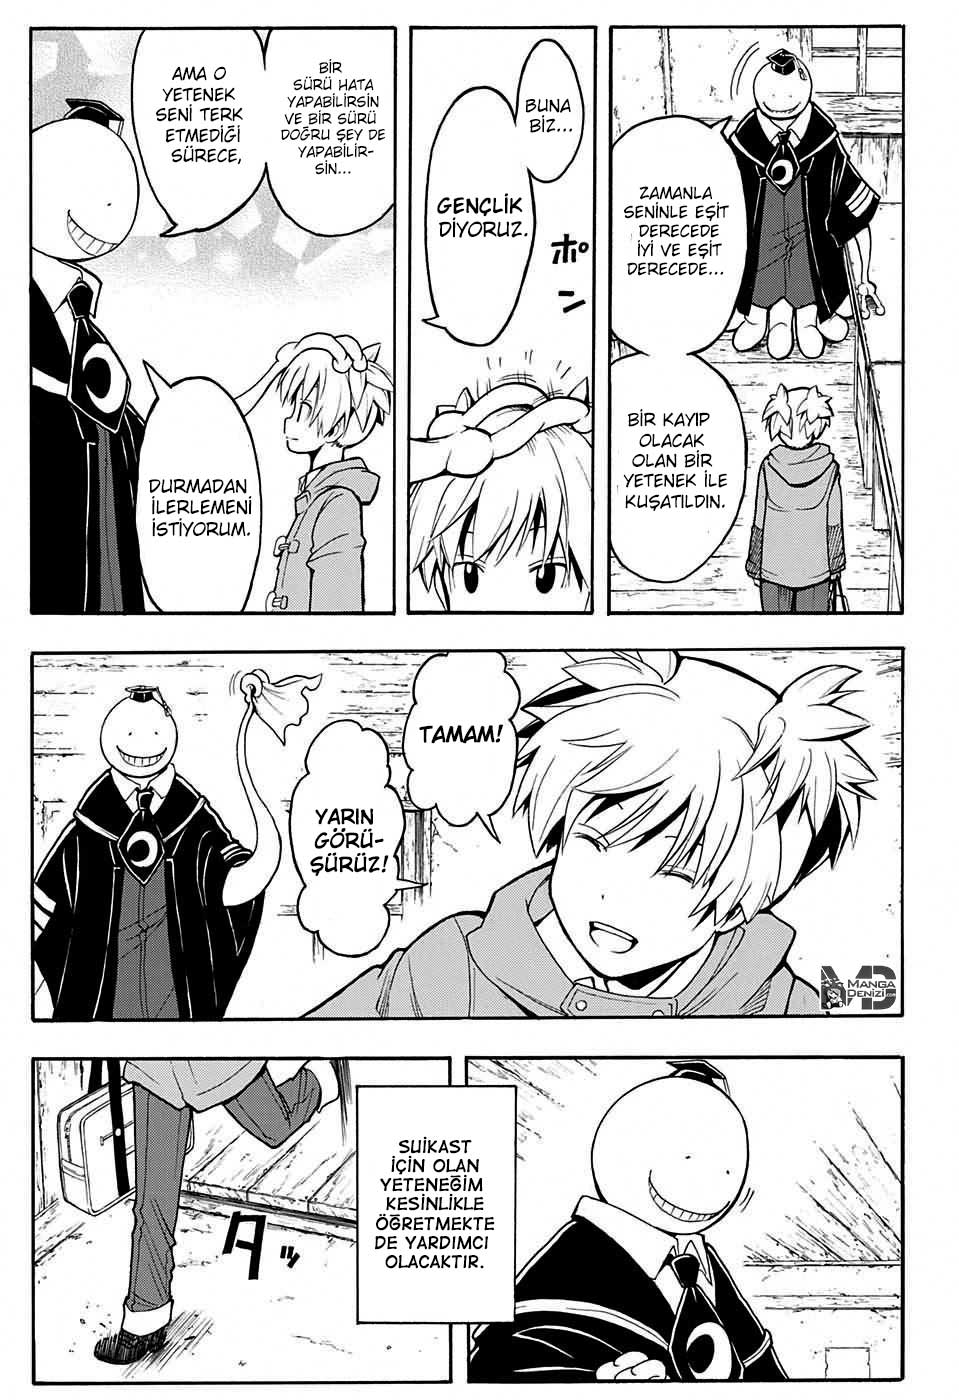 ZAMANLA
SENİNLE EŞİT
DERECEDE
İYİ VE EŞİT
DERECEDE...
BİR KAYIP
OLACAK
OLAN BİR
YETENEK İLE
KUŞATILDIN.
BUNA
BİZ...
GENÇLİK
DİYORUZ.
ポン
BİR
SÜRÜ HATA
YAPABİLİRSİN
VE BİR SÜRÜ
DOĞRU ŞEY DE
YAPABİLİR-
SİN...
AMA O
YETENEK
SENİ TERK
ETMEDİĞİ
SÜRECE,
DURMADAN
İLERLEMENİ
İSTİYORUM.
TAMAM!
YARIN
GÖRÜ-
ŞÜRÜZ!
MANGA
DENİZİ.com
SUİKAST
İÇİN OLAN
YETENEĞİM
KESİNLİKLE
ÖĞRETMEKTE
DE YARDIMCI
OLACAKTIR.
タッ